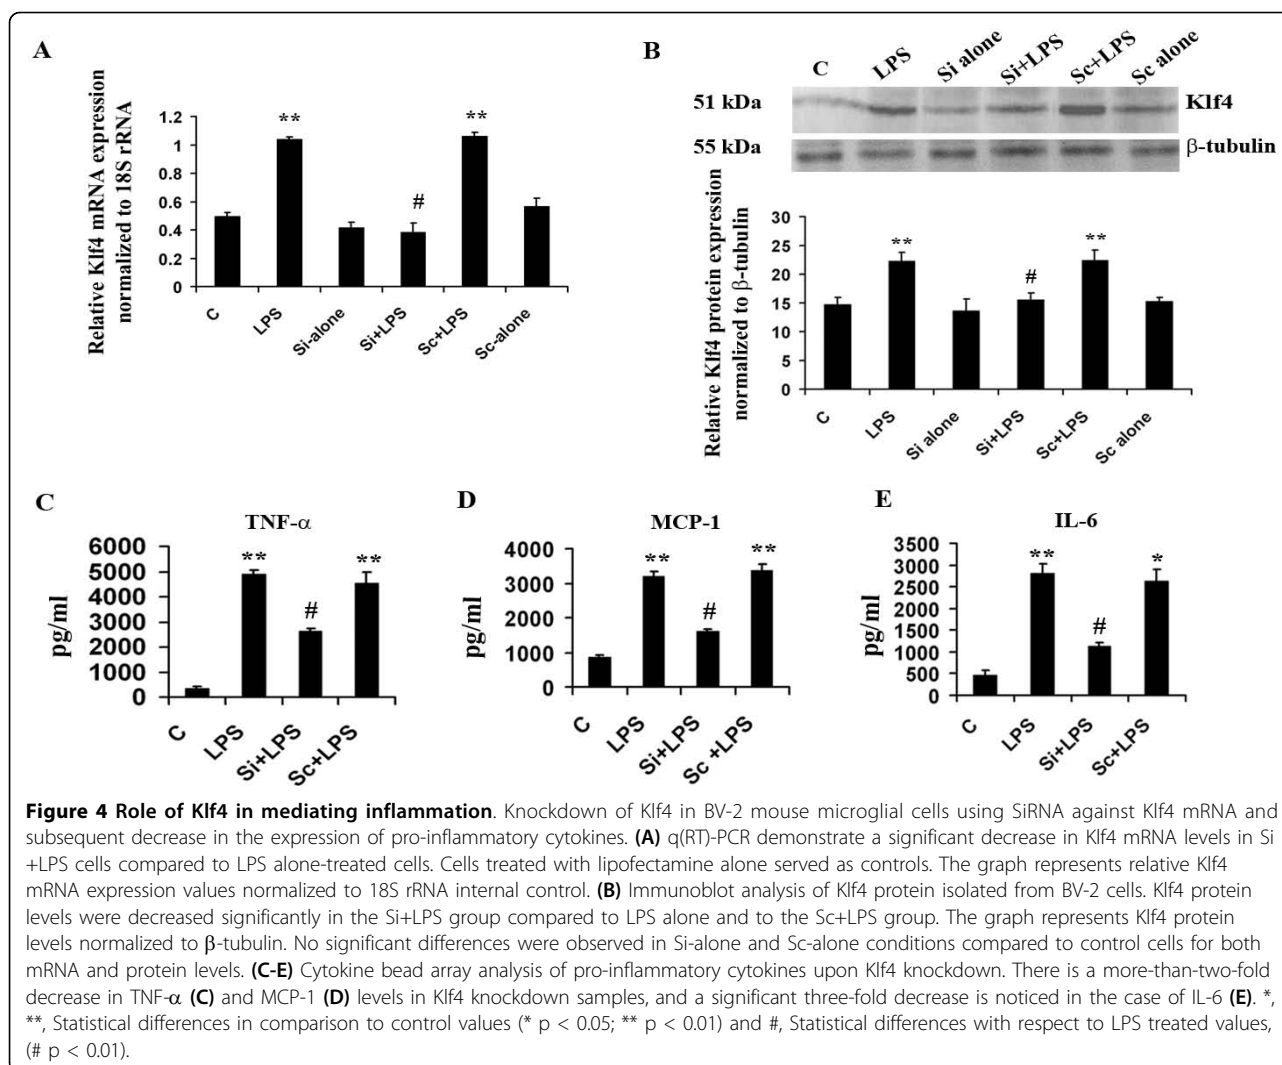 A
Relative Klf4 mRNA expression
normalized to 18S rRNA
1.2
1
0.8
0.6
0.4
0.2
0
**
#
**
C
LPS
Si-alone
Si+LPS
Sc+LPS
Sc-alone
B
C
LPS
Si alone
Si+LPS
Sc+LPS
Sc alone
51 kDa
Klf4
55 kDa
β-tubulin
Relative Klf4 protein expression
normalized to β-tubulin
30
25
20
15
10
5
0
**
#
**
C
LPS
Si alone
Si+LPS
Sc+LPS
Sc alone
C
TNF-α
pg/ml
6000
5000
4000
3000
2000
1000
0
**
#
**
C
LPS
Si+LPS
Sc+LPS
D
MCP-1
pg/ml
4000
3000
2000
1000
0
**
#
**
C
LPS
Si+LPS
Sc +LPS
E
IL-6
pg/ml
3500
3000
2500
2000
1500
1000
500
0
**
#
*
C
LPS
Si+LPS
Sc+LPS
Figure 4 Role of Klf4 in mediating inflammation. Knockdown of Klf4 in BV-2 mouse microglial cells using SiRNA against Klf4 mRNA and
subsequent decrease in the expression of pro-inflammatory cytokines. (A) q(RT)-PCR demonstrate a significant decrease in Klf4 mRNA levels in Si
+LPS cells compared to LPS alone-treated cells. Cells treated with lipofectamine alone served as controls. The graph represents relative Klf4
mRNA expression values normalized to 18S rRNA internal control. (B) Immunoblot analysis of Klf4 protein isolated from BV-2 cells. Klf4 protein
levels were decreased significantly in the Si+LPS group compared to LPS alone and to the Sc+LPS group. The graph represents Klf4 protein
levels normalized to β-tubulin. No significant differences were observed in Si-alone and Sc-alone conditions compared to control cells for both
mRNA and protein levels. (C-E) Cytokine bead array analysis of pro-inflammatory cytokines upon Klf4 knockdown. There is a more-than-two-fold
decrease in TNF-α (C) and MCP-1 (D) levels in Klf4 knockdown samples, and a significant three-fold decrease is noticed in the case of IL-6 (E). *,
**, Statistical differences in comparison to control values (* p < 0.05; ** p < 0.01) and #, Statistical differences with respect to LPS treated values,
(# p < 0.01).